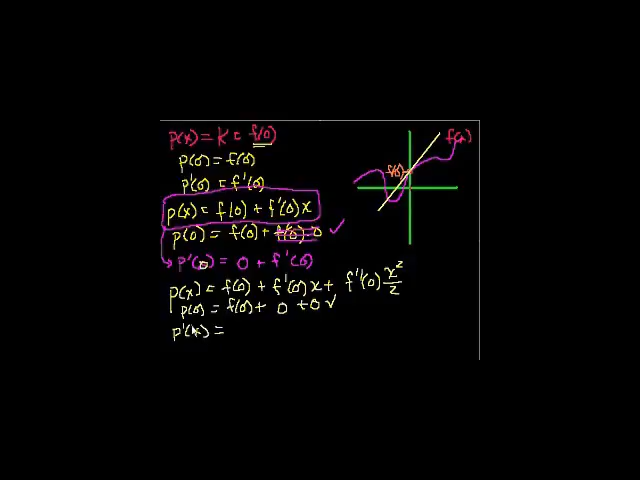 p(x) = K = f(0)
p(0) = f(0)
p'(0) = f'(0)
p(x) = f(0) + f'(0)x
p(0) = f(0) + f'(0)·0 ✓
p'(0) = 0 + f'(0)
p(x) = f(0) + f'(0)x + f''(0) x²/2
p(0) = f(0) + 0 + 0 ✓
p'(x) =
f(x)
f(0)